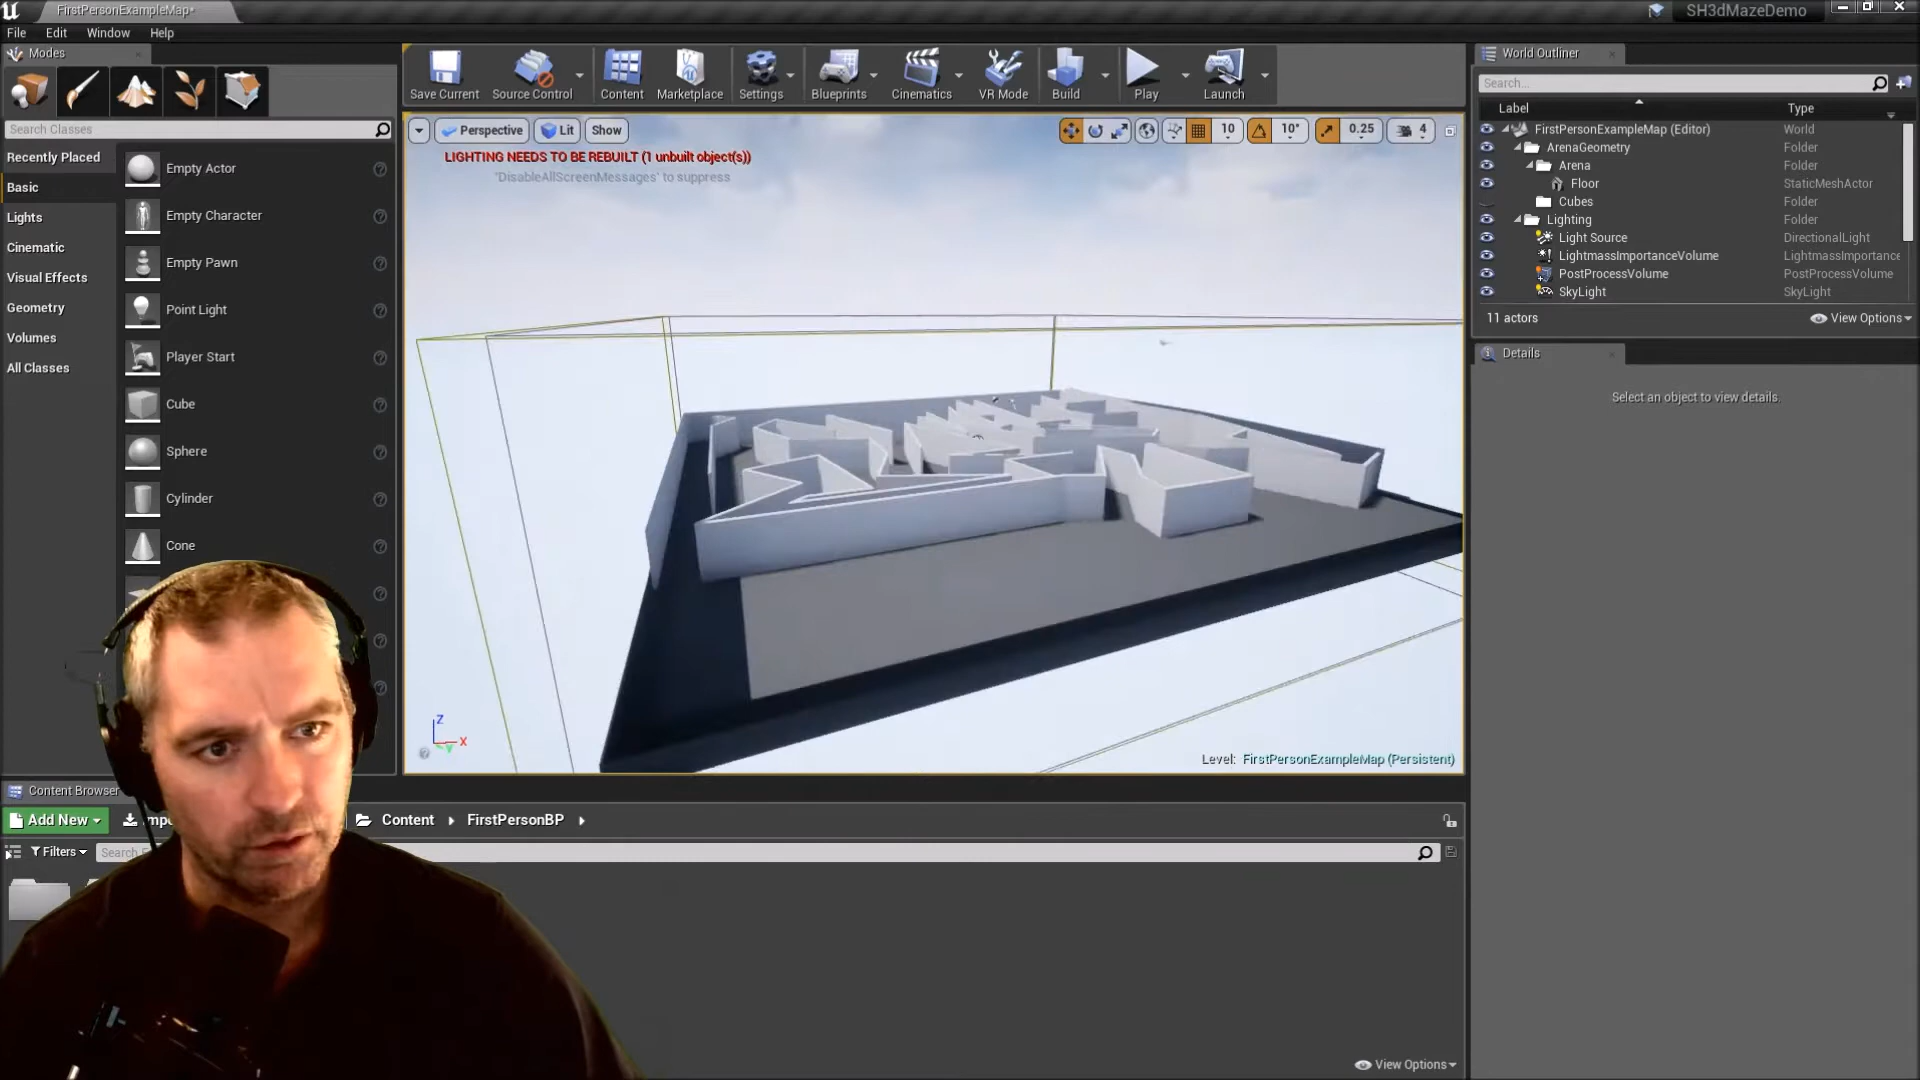 FirstPersonExampleMap*
SH3dMazeDemo
File Edit Window Help
Modes
Search Classes
Recently Placed
Basic
Lights
Cinematic
Visual Effects
Geometry
Volumes
All Classes
Empty Actor
Empty Character
Empty Pawn
Point Light
Player Start
Cube
Sphere
Cylinder
Cone
Save Current
Source Control
Content
Marketplace
Settings
Blueprints
Cinematics
VR Mode
Build
Play
Launch
Perspective Lit Show
10 10° 0.25 4
LIGHTING NEEDS TO BE REBUILT (1 unbuilt object(s))
'DisableAllScreenMessages' to suppress
Z
X
Y
Level: FirstPersonExampleMap (Persistent)
World Outliner
Search...
Label Type
FirstPersonExampleMap (Editor) World
ArenaGeometry Folder
Arena Folder
Floor StaticMeshActor
Cubes Folder
Lighting Folder
Light Source DirectionalLight
LightmassImportanceVolume LightmassImportance
PostProcessVolume PostProcessVolume
SkyLight SkyLight
11 actors View Options
Details
Select an object to view details.
Content Browser
Add New
Content FirstPersonBP
Filters
Search
View Options